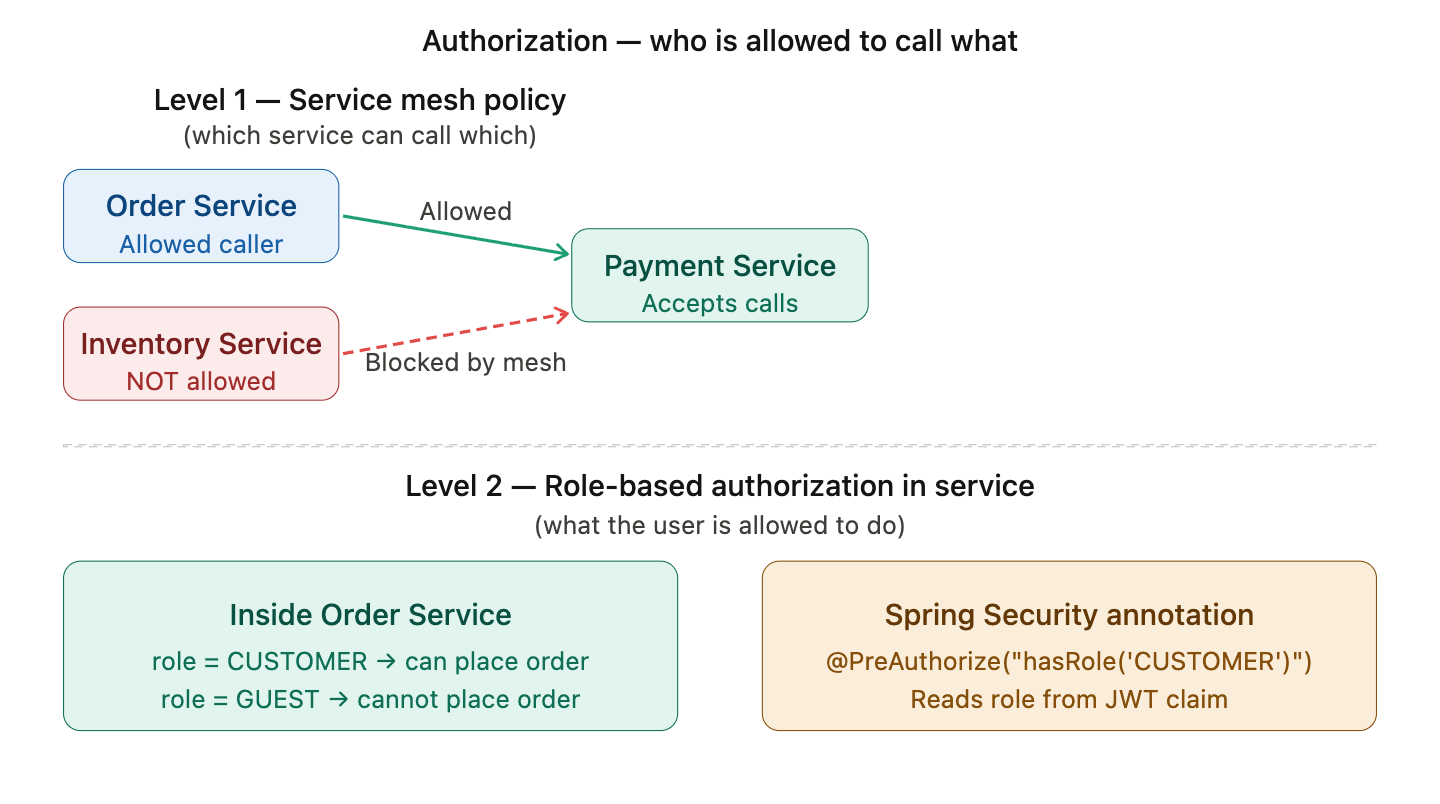 Authorization — who is allowed to call what
Level 1 — Service mesh policy
(which service can call which)
Order Service
Allowed caller
Allowed
Payment Service
Accepts calls
Inventory Service
NOT allowed
Blocked by mesh
Level 2 — Role-based authorization in service
(what the user is allowed to do)
Inside Order Service
role = CUSTOMER → can place order
role = GUEST → cannot place order
Spring Security annotation
@PreAuthorize("hasRole('CUSTOMER')")
Reads role from JWT claim